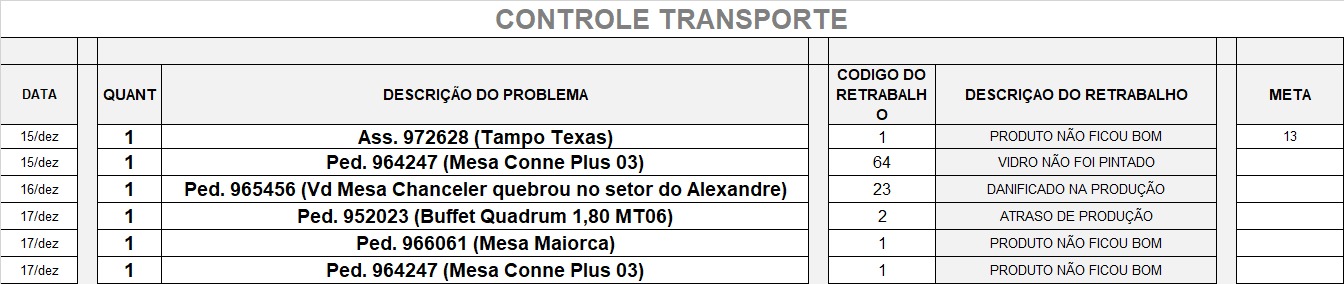 CONTROLE TRANSPORTE
DATA QUANT DESCRIÇÃO DO PROBLEMA CODIGO DO RETRABALHO DESCRIÇAO DO RETRABALHO META
15/dez 1 Ass. 972628 (Tampo Texas) 1 PRODUTO NÃO FICOU BOM 13
15/dez 1 Ped. 964247 (Mesa Conne Plus 03) 64 VIDRO NÃO FOI PINTADO
16/dez 1 Ped. 965456 (Vd Mesa Chanceler quebrou no setor do Alexandre) 23 DANIFICADO NA PRODUÇÃO
17/dez 1 Ped. 952023 (Buffet Quadrum 1,80 MT06) 2 ATRASO DE PRODUÇÃO
17/dez 1 Ped. 966061 (Mesa Maiorca) 1 PRODUTO NÃO FICOU BOM
17/dez 1 Ped. 964247 (Mesa Conne Plus 03) 1 PRODUTO NÃO FICOU BOM